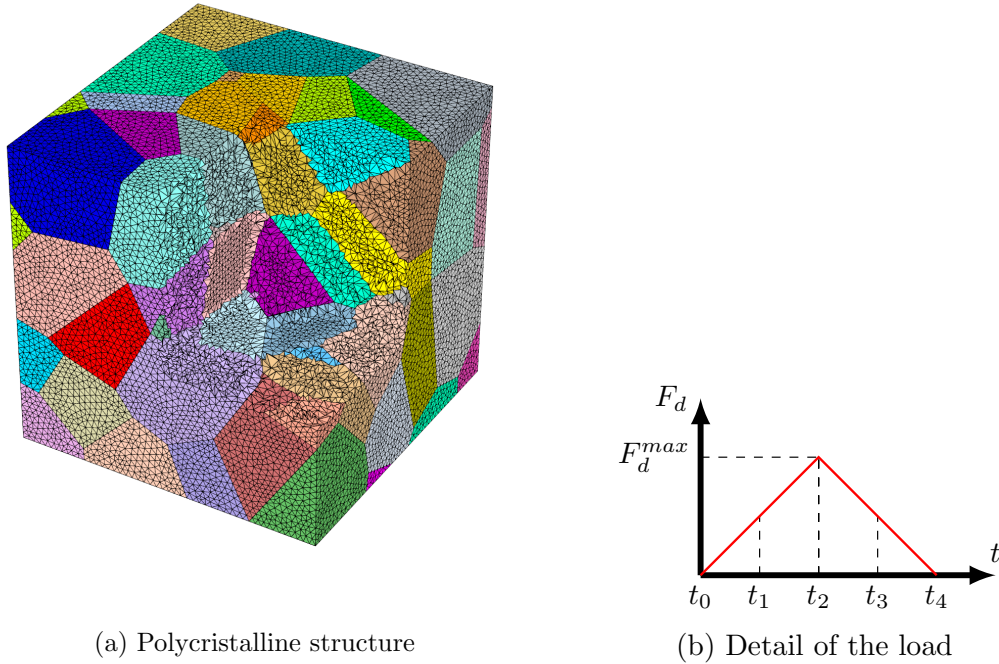 F_d
F_d^{max}
t
t_0 t_1 t_2 t_3 t_4
(a) Polycristalline structure
(b) Detail of the load